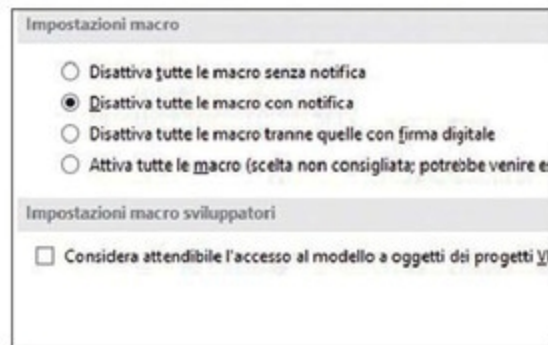 Impostazioni macro
Disattiva tutte le macro senza notifica
Disattiva tutte le macro con notifica
Disattiva tutte le macro tranne quelle con firma digitale
Attiva tutte le macro (scelta non consigliata; potrebbe venire
Impostazioni macro sviluppatori
Considera attendibile l'accesso al modello a oggetti dei progetti